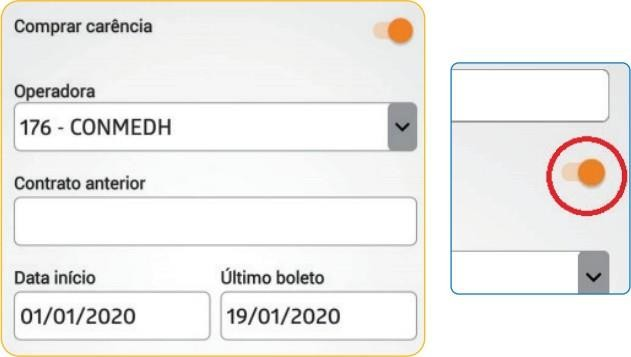 Comprar carência
Operadora
176 - CONMEDH
Contrato anterior
Data início Último boleto
01/01/2020 19/01/2020